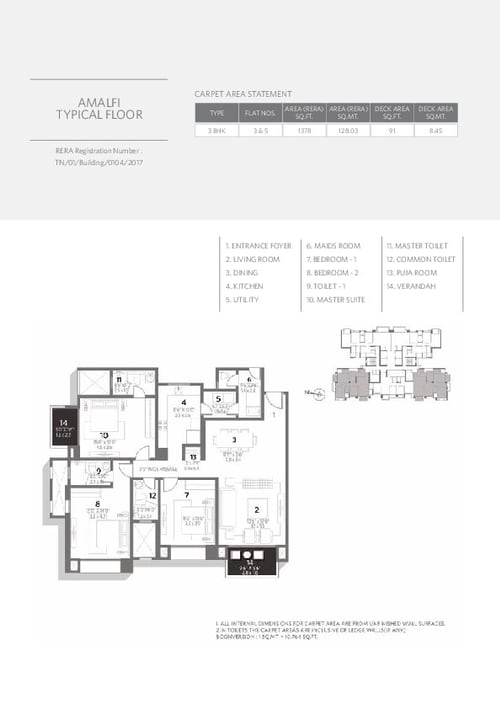 AMALFI
TYPICAL FLOOR
RERA Registration Number :
TN/01/Building/0104/2017
CARPET AREA STATEMENT
TYPE FLAT NOS. AREA (RERA) SQ.FT. AREA (RERA) SQ.MT. DECK AREA SQ.FT. DECK AREA SQ.MT.
3 BHK 3 & 5 1378 128.03 91 8.45
1. ENTRANCE FOYER
2. LIVING ROOM
3. DINING
4. KITCHEN
5. UTILITY
6. MAIDS ROOM
7. BEDROOM - 1
8. BEDROOM - 2
9. TOILET - 1
10. MASTER SUITE
11. MASTER TOILET
12. COMMON TOILET
13. PUJA ROOM
14. VERANDAH
N
11
4
6
5
1
14
10
3
13
9
8
12
7
2
14
1. ALL INTERNAL DIMENSIONS FOR CARPET AREA ARE FROM UNFINISHED WALL SURFACES.
2. IN TOILETS THE CARPET AREAS ARE INCLUSIVE OF LEDGE WALLS (IF ANY)
3. CONVERSION : 1 SQ.MT = 10.764 SQ.FT.